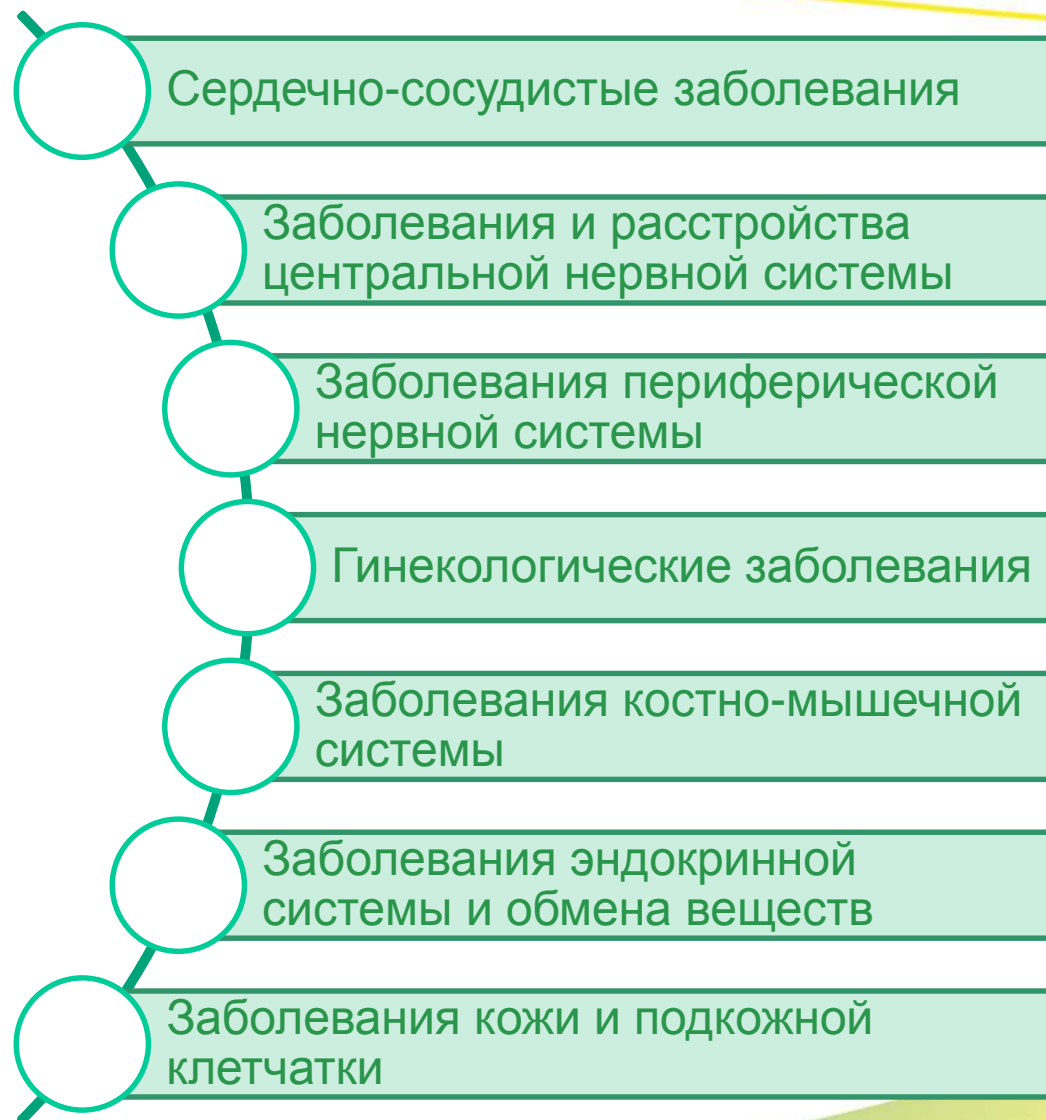 Сердечно-сосудистые заболевания
Заболевания и расстройства
центральной нервной системы
Заболевания периферической
нервной системы
Гинекологические заболевания
Заболевания костно-мышечной
системы
Заболевания эндокринной
системы и обмена веществ
Заболевания кожи и подкожной
клетчатки